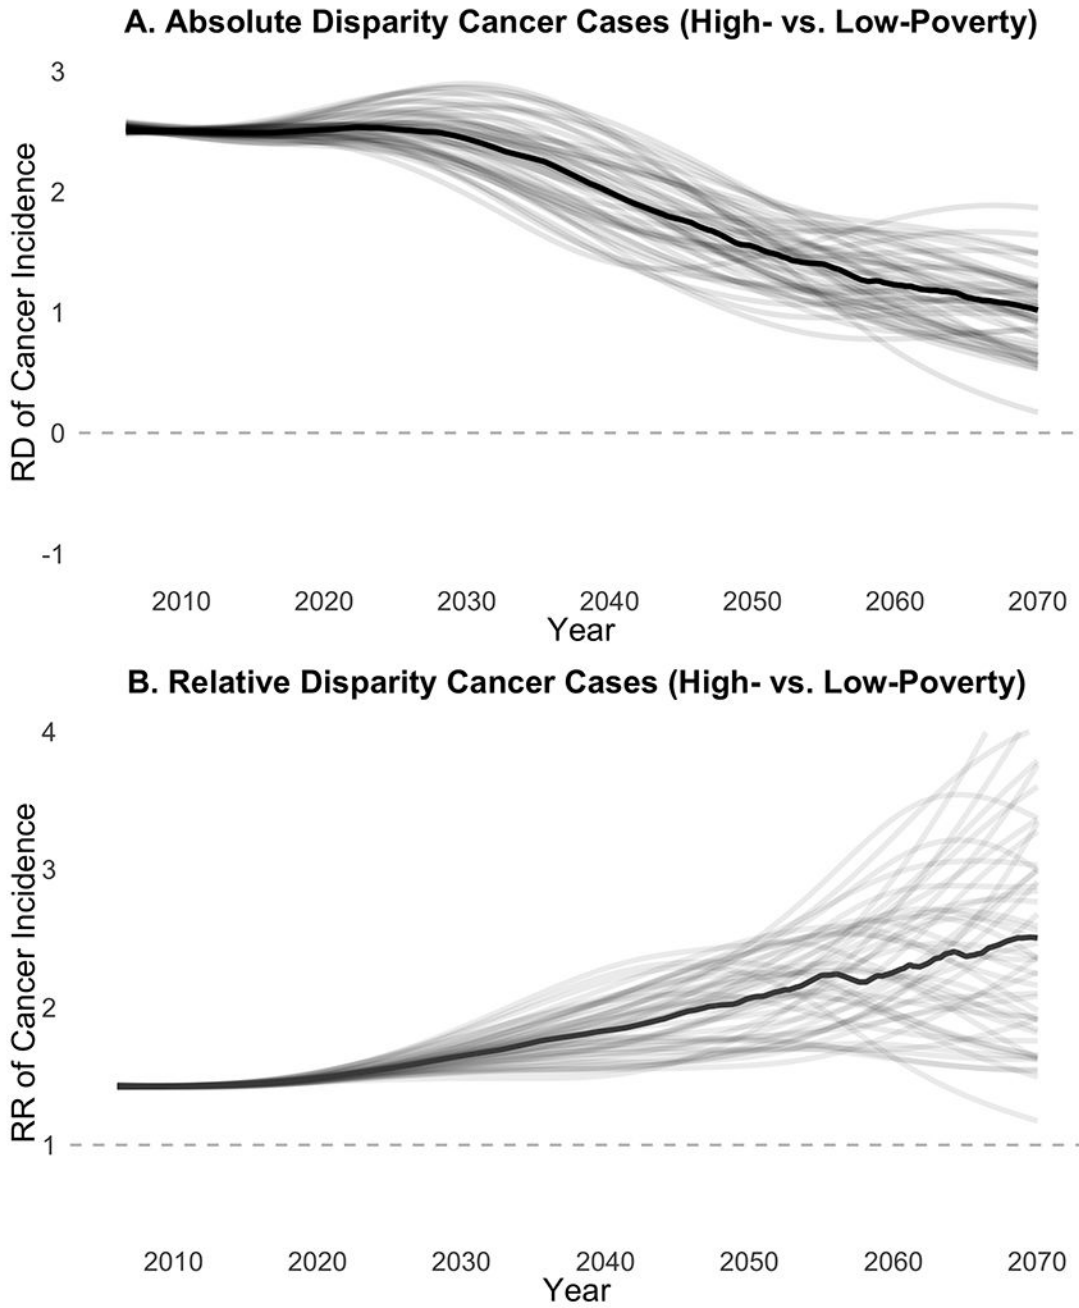 A. Absolute Disparity Cancer Cases (High- vs. Low-Poverty)
3
2
1
0
-1
RD of Cancer Incidence
2010 2020 2030 2040 2050 2060 2070
Year
B. Relative Disparity Cancer Cases (High- vs. Low-Poverty)
4
3
2
1
RR of Cancer Incidence
2010 2020 2030 2040 2050 2060 2070
Year